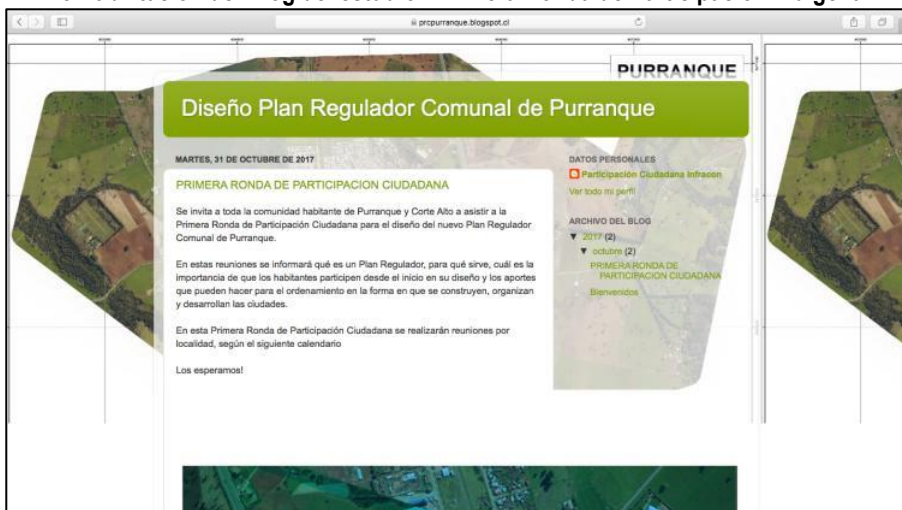 prcpurranque.blogspot.cl
PURRANQUE
Diseño Plan Regulador Comunal de Purranque
MARTES, 31 DE OCTUBRE DE 2017
PRIMERA RONDA DE PARTICIPACION CIUDADANA
Se invita a toda la comunidad habitante de Purranque y Corte Alto a asistir a la
Primera Ronda de Participación Ciudadana para el diseño del nuevo Plan Regulador
Comunal de Purranque.
En estas reuniones se informará qué es un Plan Regulador, para qué sirve, cuál es la
importancia de que los habitantes participen desde el inicio en su diseño y los aportes
que pueden hacer para el ordenamiento en la forma en que se construyen, organizan
y desarrollan las ciudades.
En esta Primera Ronda de Participación Ciudadana se realizarán reuniones por
localidad, según el siguiente calendario
Los esperamos!
DATOS PERSONALES
Participación Ciudadana Infracon
Ver todo mi perfil
ARCHIVO DEL BLOG
▼ 2017 (2)
▼ octubre (2)
PRIMERA RONDA DE
PARTICIPACION CIUDADANA
Bienvenidos